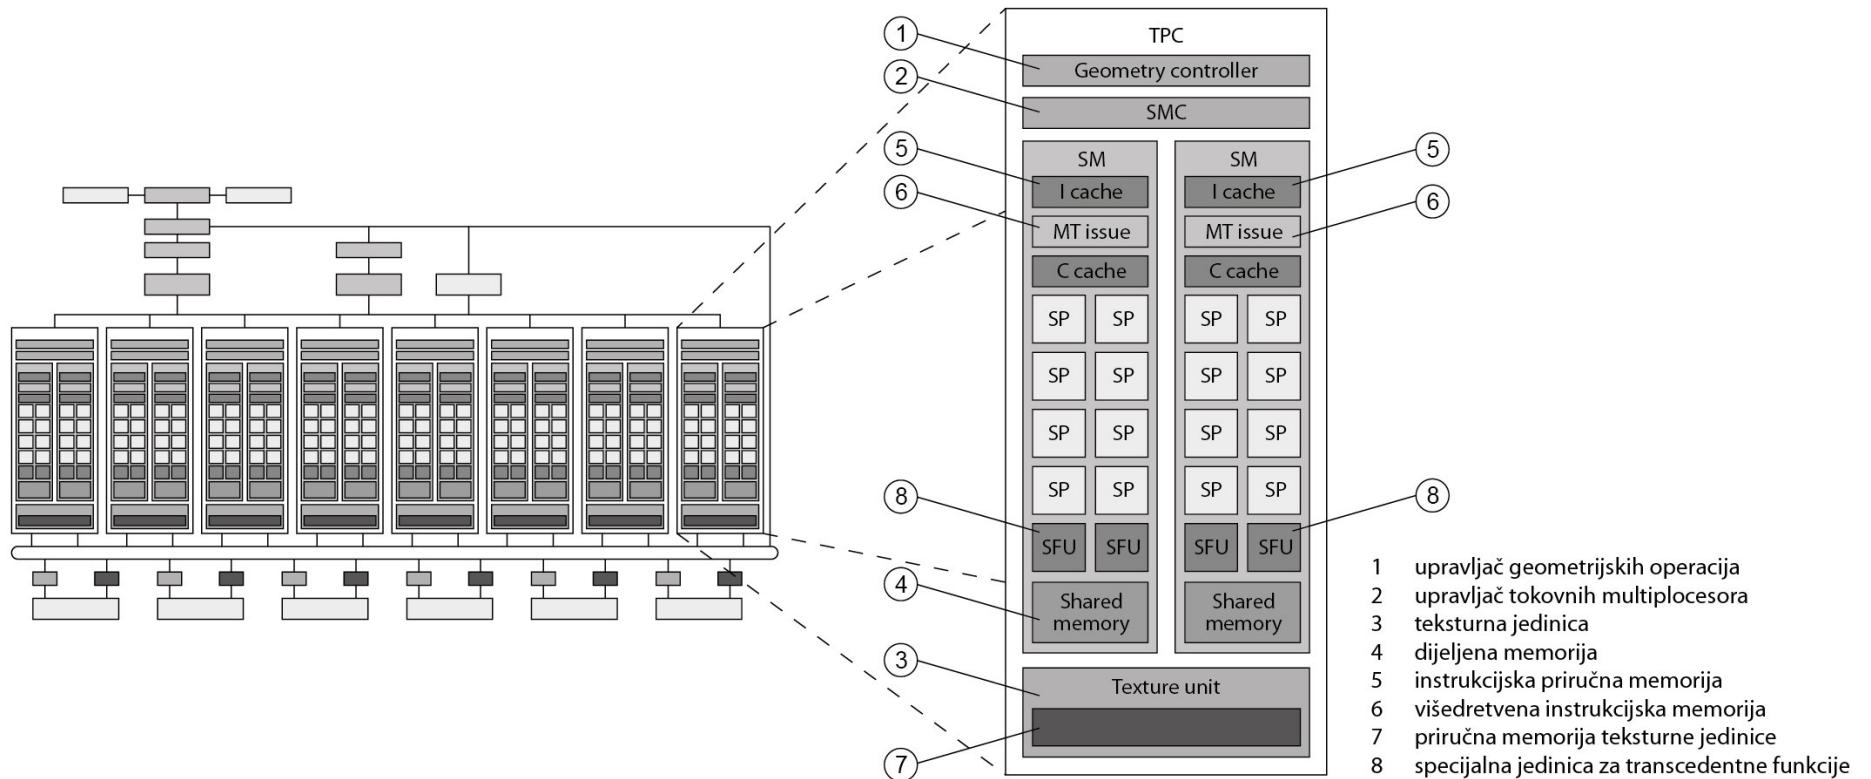 TPC
1
Geometry controller
2
SMC
5
SM
SM
5
I cache
I cache
6
MT issue
MT issue
6
C cache
C cache
SP SP SP SP
SP SP SP SP
SP SP SP SP
SP SP SP SP
8
SFU SFU SFU SFU
8
4
Shared
memory
Shared
memory
3
Texture unit
7
1 upravljač geometrijskih operacija
2 upravljač tokovnih multiplocesora
3 teksturna jedinica
4 dijeljena memorija
5 instrukcijska priručna memorija
6 višedretvena instrukcijska memorija
7 priručna memorija teksturne jedinice
8 specijalna jedinica za transcedentne funkcije